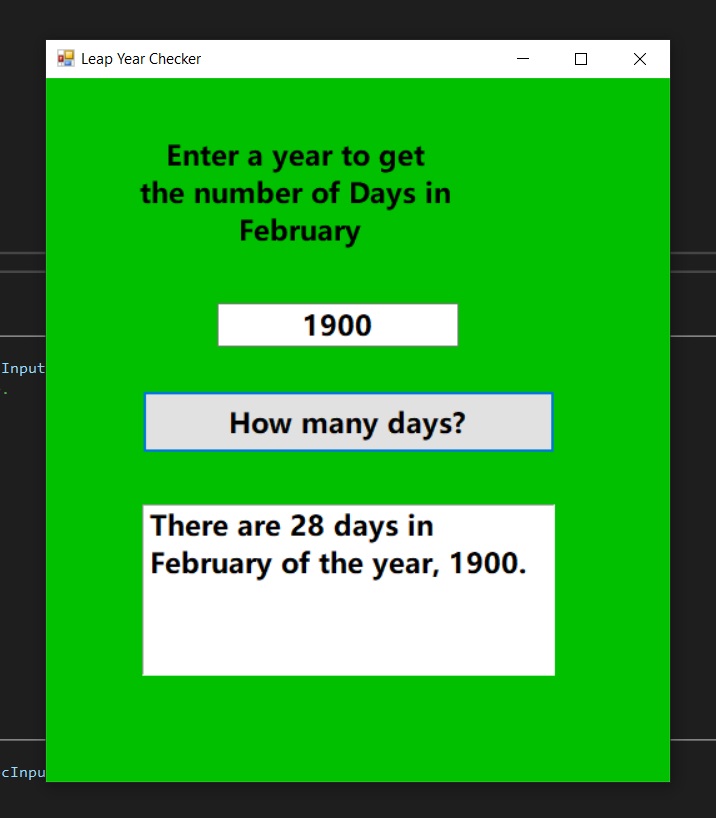 Leap Year Checker
Enter a year to get
the number of Days in
February
1900
Input
.
How many days?
There are 28 days in
February of the year, 1900.
cInpu